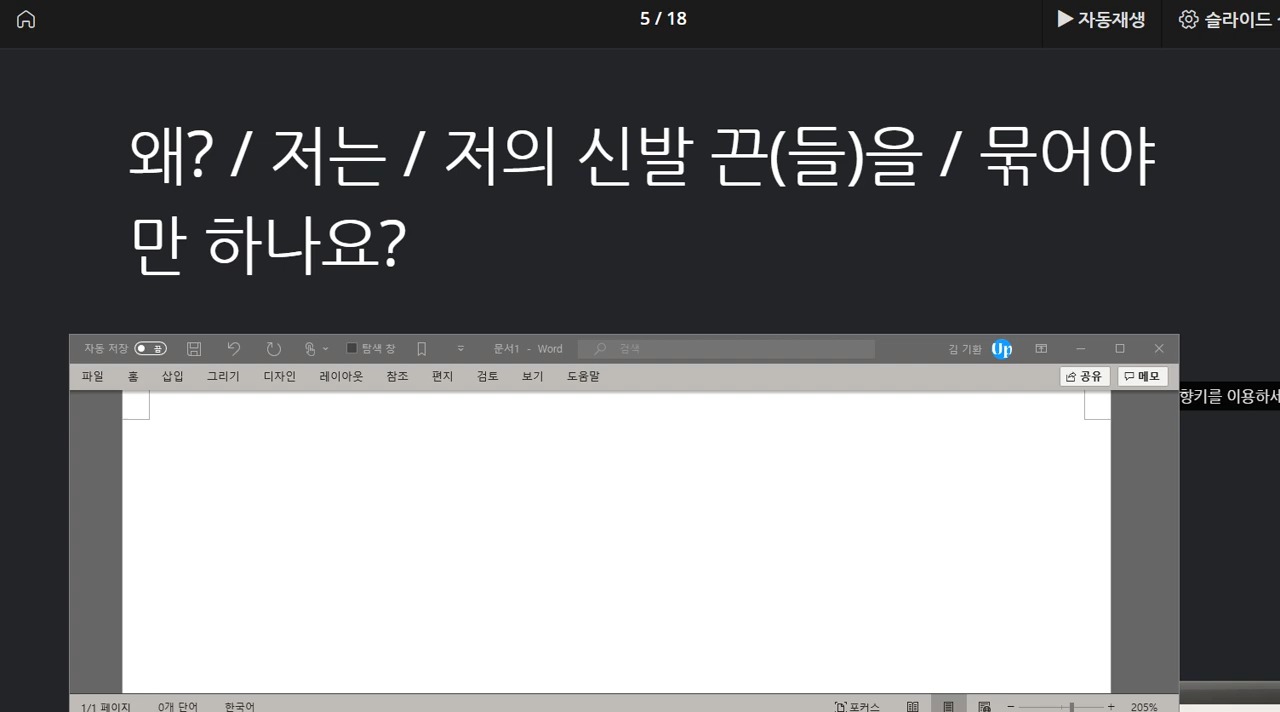 5 / 18
▶ 자동재생
슬라이드
왜? / 저는 / 저의 신발 끈(들)을 / 묶어야
만 하나요?
자동 저장 끔
탐색 창
문서1 - Word
검색
김 기환
Up
파일 홈 삽입 그리기 디자인 레이아웃 참조 편지 검토 보기 도움말
공유
메모
향키를 이용하세
1/1 페이지 0개 단어 한국어
포커스
205%